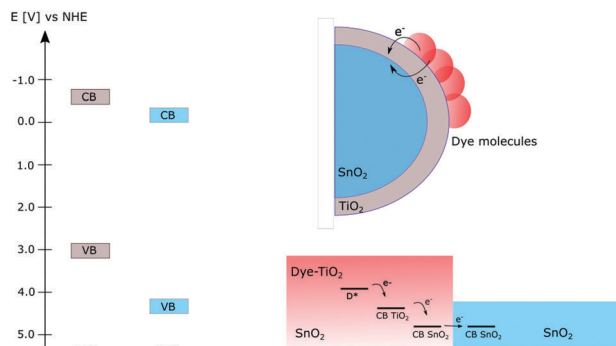 E [V] vs NHE
-1.0
0.0
1.0
2.0
3.0
4.0
5.0
CB
CB
VB
VB
e⁻
e⁻
Dye molecules
SnO₂
TiO₂
Dye-TiO₂
D*
e-
CB TiO₂
e⁻
CB SnO₂
e⁻
CB SnO₂
SnO₂
SnO₂